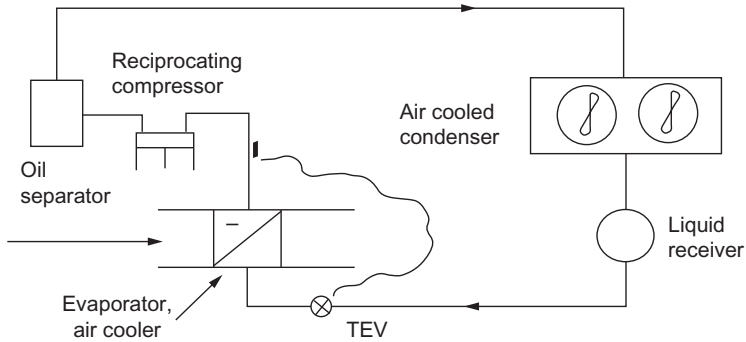 Reciprocating
compressor
Air cooled
condenser
Oil
separator
Liquid
receiver
Evaporator,
air cooler
TEV